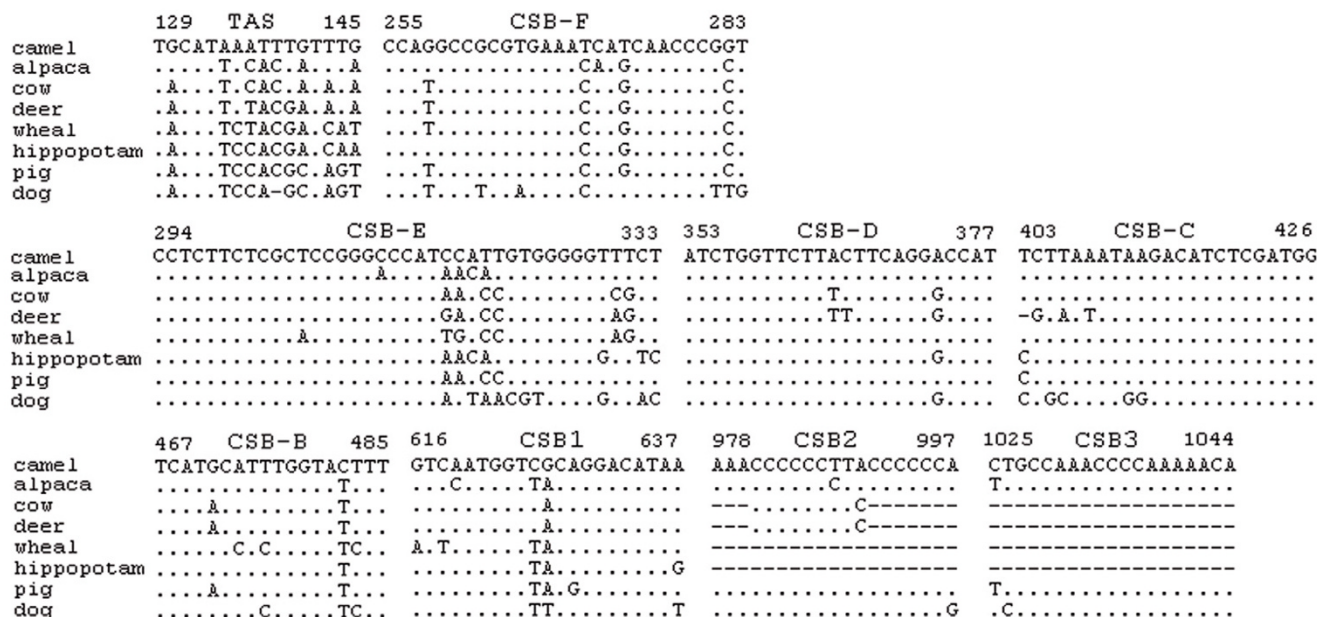 129 TAS 145 255 CSB-F 283
camel TGCATAAATTTGTTTG CCAGGCCGCGTGAAATCATCAACCCGGT
alpaca .....T.CAC.A...A ...............CA.G.......C.
cow .A...T.CAC.A.A.A ...T...........C..G.......C.
deer .A...T.TACGA.A.A ...T...........C..G.......C.
wheal .A...TCTACGA.CAT ...T...........C..G.......C.
hippopotam .A...TCCACGA.CAA ...............C..G.......C.
pig .A...TCCACGC.AGT ...T...........C..G.......C.
dog .A...TCCA-GC.AGT ...T...T..A....C.........TTG
294 CSB-E 333 353 CSB-D 377 403 CSB-C 426
camel CCTCTTCTCGCTCCGGGCCCATCCATTGTGGGGGTTTCT ATCTGGTTCTTACTTCAGGACCAT TCTTAAATAAGACATCTCGATGG
alpaca .................A....AACA............. ........................ .......................
cow ......................AA.CC........CG.. ...........T.......G.... .......................
deer ......................GA.CC........AG.. ...........TT......G.... -G.A.T.................
wheal ...........A..........TG.CC........AG.. ........................ .......................
hippopotam ......................AACA........G..TC ...................G.... C......................
pig ......................AA.CC............ ........................ C......................
dog ......................A.TAACGT....G..AC ...................G.... C.GC....GG.............
467 CSB-B 485 616 CSB1 637 978 CSB2 997 1025 CSB3 1044
camel TCATGCATTTGGTACTTT GTCAATGGTCGCAGGACATAA AAACCCCCCTTACCCCCCA CTGCCAAACCCCAAAAACA
alpaca ..............T... ...C.....TA.......... .........C......... T..................
cow ....A.........T... ..........A.......... ---........C------- -------------------
deer ....A.........T... ..........A.......... ---........C------- -------------------
wheal ......C.C.....TC.. A.T......TA.......... ------------------- -------------------
hippopotam ..............T... .........TA.........G ------------------- -------------------
pig ....A.........T... .........TA.G........ ................... T..................
dog ........C.....TC.. .........TT.........T ..................G .C.................